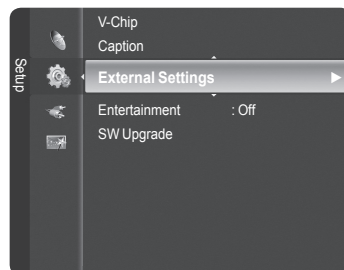 Setup
V-Chip
Caption
External Settings
Entertainment : Off
SW Upgrade